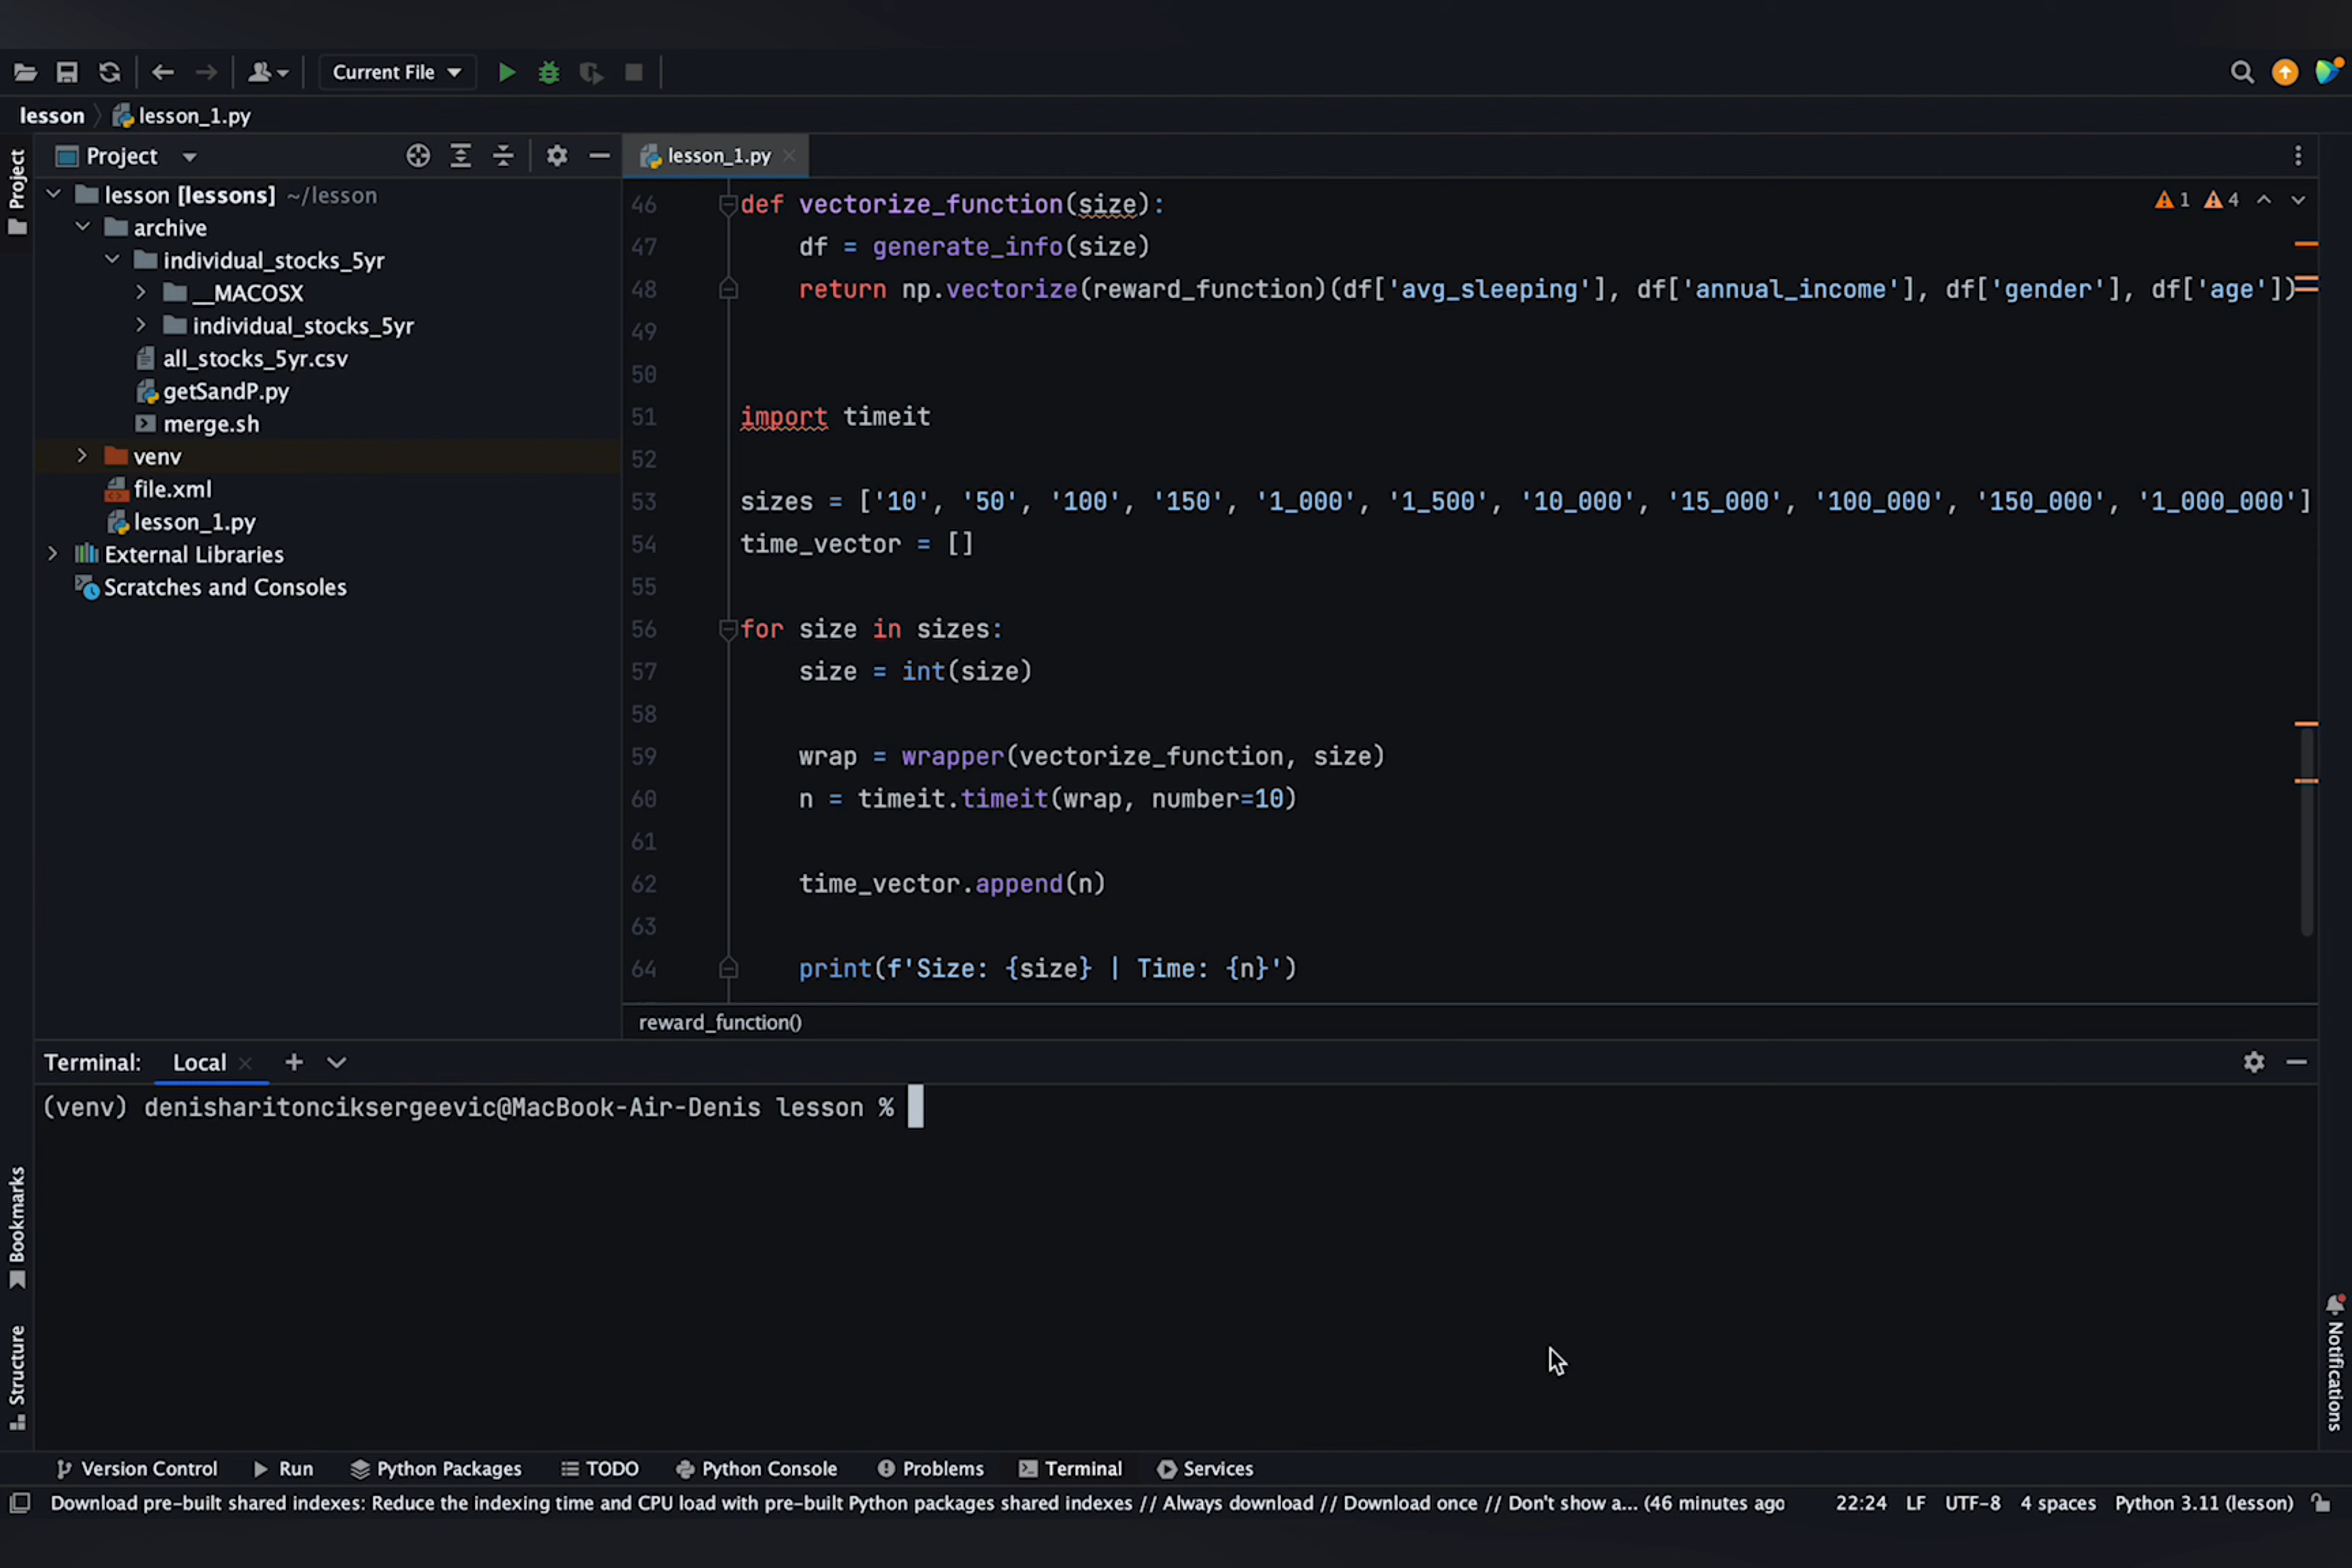 Current File
lesson
lesson_1.py
Project
Project
lesson [lessons] ~/lesson
archive
individual_stocks_5yr
__MACOSX
individual_stocks_5yr
all_stocks_5yr.csv
getSandP.py
merge.sh
venv
file.xml
lesson_1.py
External Libraries
Scratches and Consoles
lesson_1.py
1 4
46 def vectorize_function(size):
47 df = generate_info(size)
48 return np.vectorize(reward_function)(df['avg_sleeping'], df['annual_income'], df['gender'], df['age'])
49
50
51 import timeit
52
53 sizes = ['10', '50', '100', '150', '1_000', '1_500', '10_000', '15_000', '100_000', '150_000', '1_000_000']
54 time_vector = []
55
56 for size in sizes:
57 size = int(size)
58
59 wrap = wrapper(vectorize_function, size)
60 n = timeit.timeit(wrap, number=10)
61
62 time_vector.append(n)
63
64 print(f'Size: {size} | Time: {n}')
reward_function()
Terminal: Local
(venv) denisharitonciksergeevic@MacBook-Air-Denis lesson %
Bookmarks
Structure
Notifications
Version Control Run Python Packages TODO Python Console Problems Terminal Services
Download pre-built shared indexes: Reduce the indexing time and CPU load with pre-built Python packages shared indexes // Always download // Download once // Don't show a... (46 minutes ago 22:24 LF UTF-8 4 spaces Python 3.11 (lesson)